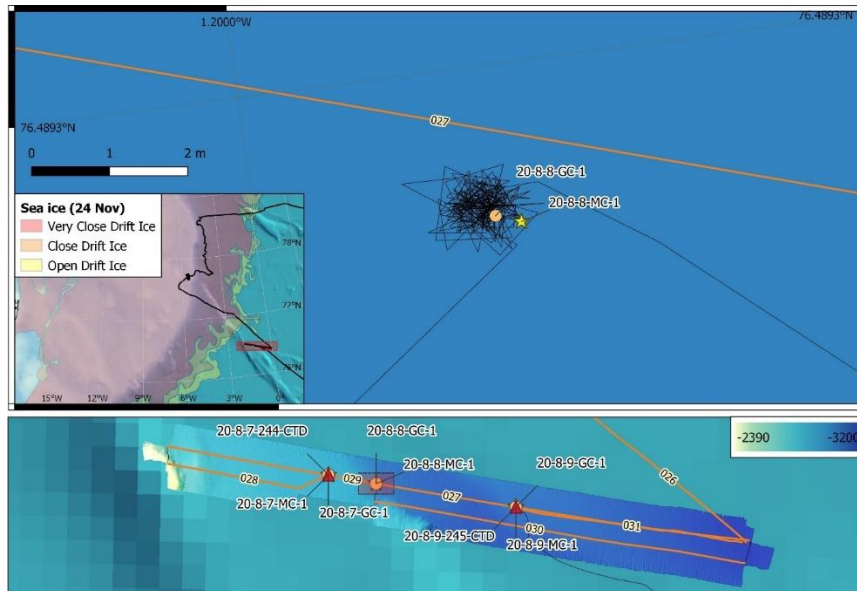 1.2000°W
76.4893°N
027
76.4893°N
0 1 2 m
20-8-8-GC-1
20-8-8-MC-1
Sea ice (24 Nov)
Very Close Drift Ice
Close Drift Ice
Open Drift Ice
78°N
77°N
76°N
15°W 12°W 9°W 6°W 3°W 0°
20-8-7-244-CTD
20-8-8-GC-1
20-8-8-MC-1
20-8-9-GC-1
-2390 -3200
026
028
029
027
20-8-7-MC-1
20-8-7-GC-1
030
031
20-8-9-245-CTD
20-8-9-MC-1